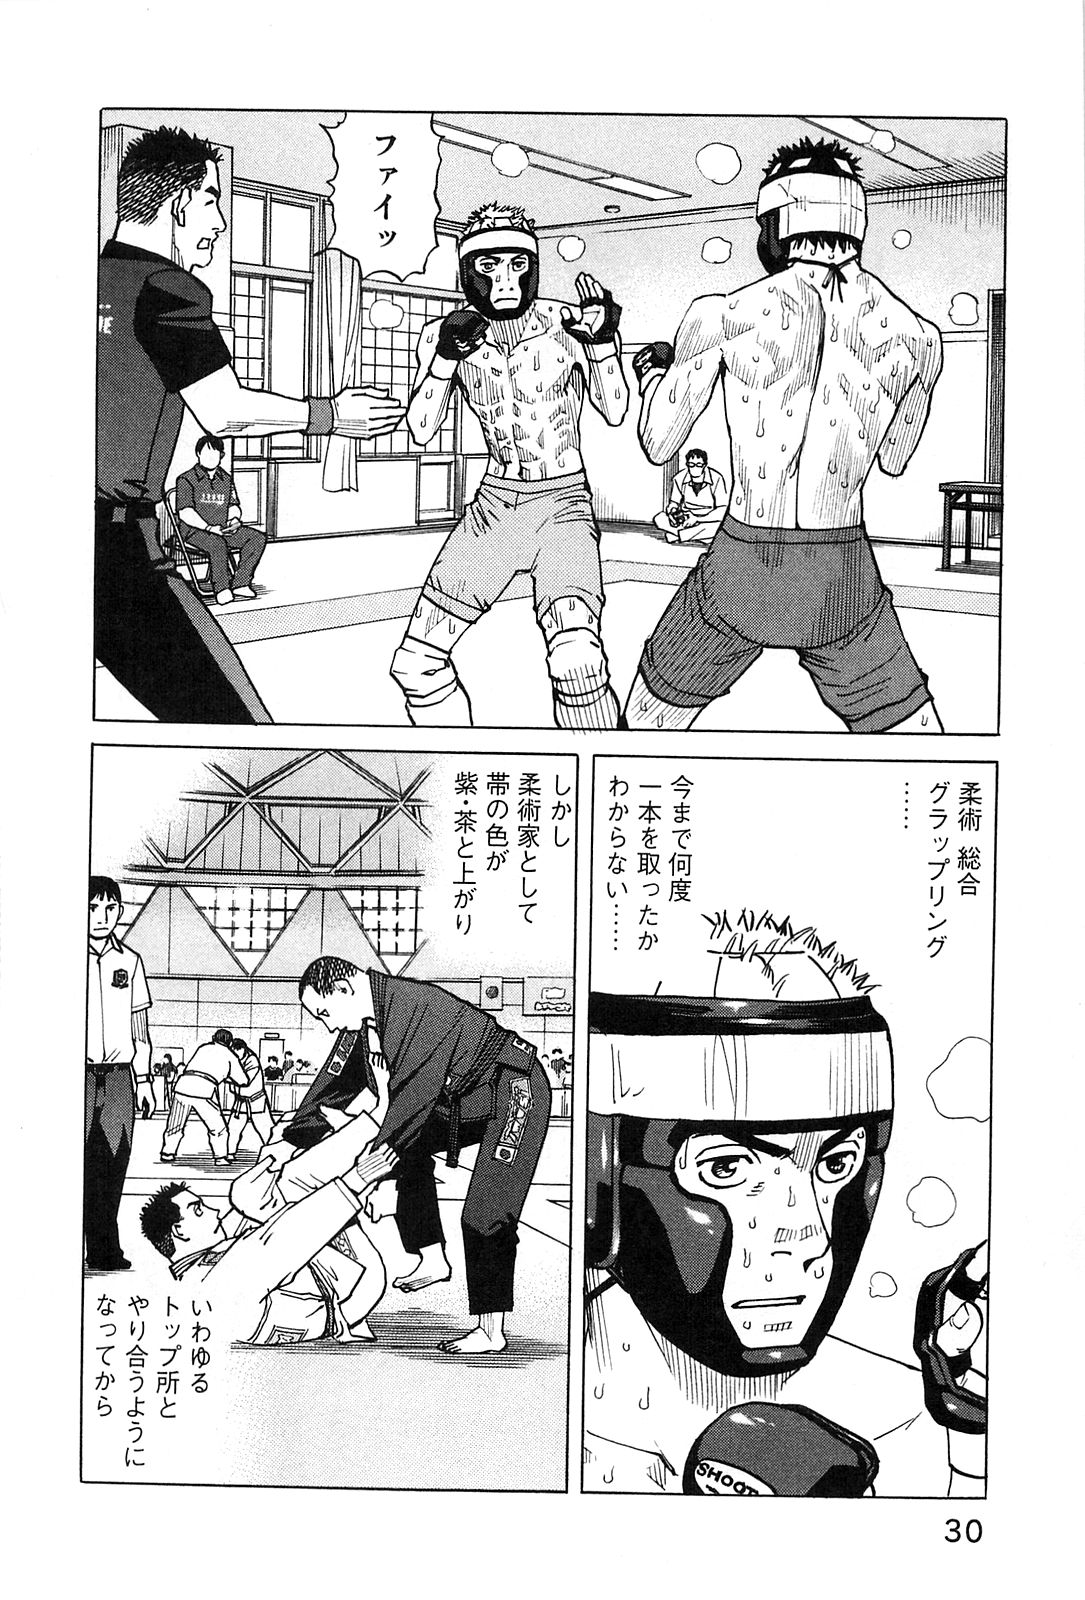 ファイッ
柔術 総合
グラップリング
……
今まで何度
一本を取ったか
わからない……
SHOOT
しかし
柔術家として
帯の色が
紫・茶と上がり
いわゆる
トップ所と
やり合うように
なってから
30